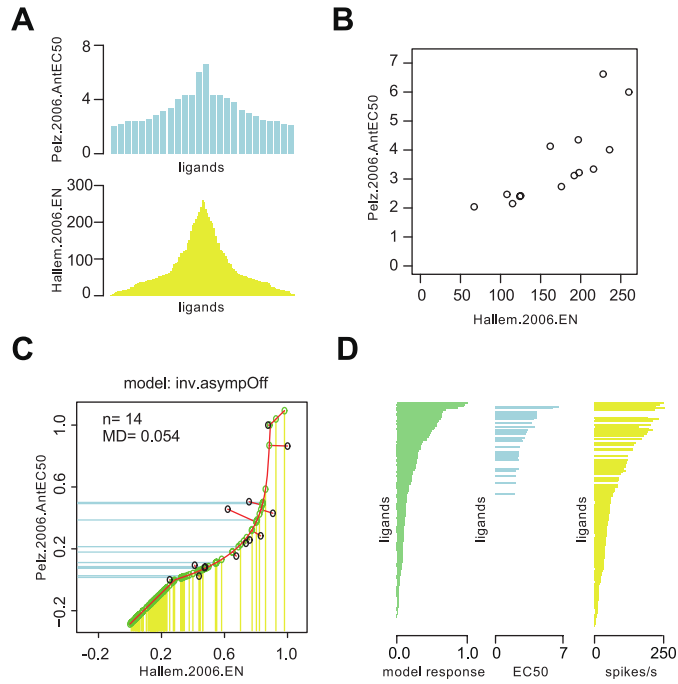 A
Pelz.2006.AntEC50
8
4
0
ligands
Hallem.2006.EN
300
200
100
0
ligands
B
Pelz.2006.AntEC50
7
6
5
4
3
2
1
0
0 50 100 150 200 250
Hallem.2006.EN
C
model: inv.asympOff
n= 14
MD= 0.054
Pelz.2006.AntEC50
1.0
0.6
0.2
−0.2
-0.2 0.2 0.6 1.0
Hallem.2006.EN
D
ligands
0.0 1.0
model response
ligands
0 7
EC50
ligands
0 250
spikes/s